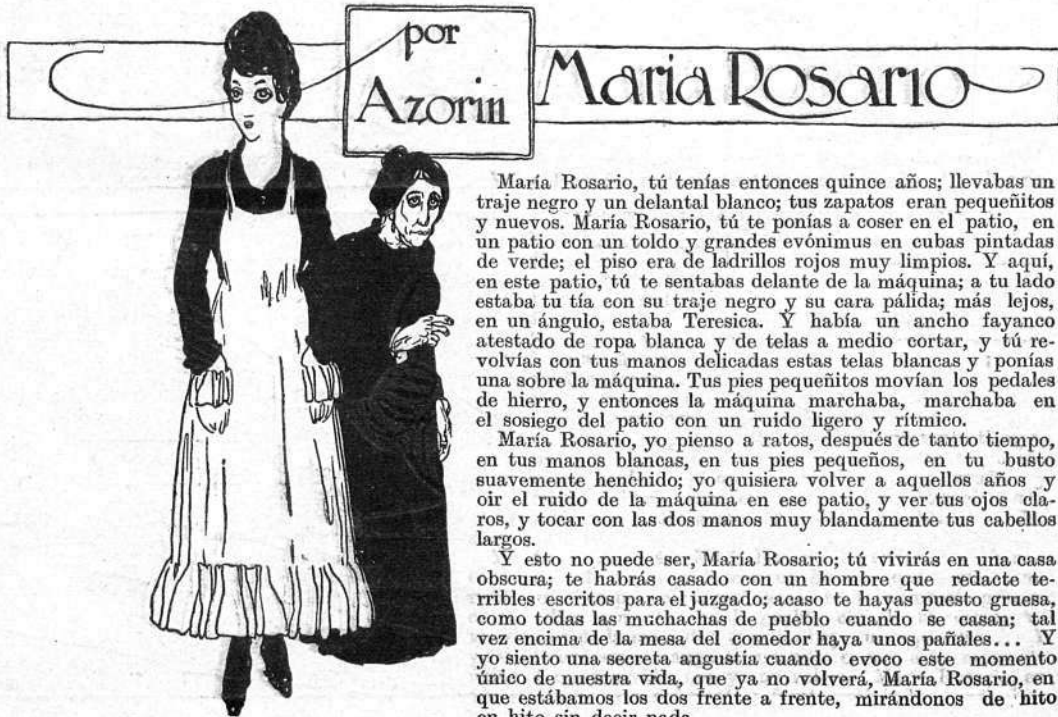 por
Azorin
Maria Rosario
María Rosario, tú tenías entonces quince años; llevabas un
traje negro y un delantal blanco; tus zapatos eran pequeñitos
y nuevos. María Rosario, tú te ponías a coser en el patio, en
un patio con un toldo y grandes evónimus en cubas pintadas
de verde; el piso era de ladrillos rojos muy limpios. Y aquí,
en este patio, tú te sentabas delante de la máquina; a tu lado
estaba tu tía con su traje negro y su cara pálida; más lejos,
en un ángulo, estaba Teresica. Y había un ancho fayanco
atestado de ropa blanca y de telas a medio cortar, y tú re-
volvías con tus manos delicadas estas telas blancas y ponías
una sobre la máquina. Tus pies pequeñitos movían los pedales
de hierro, y entonces la máquina marchaba, marchaba en
el sosiego del patio con un ruido ligero y rítmico.
María Rosario, yo pienso a ratos, después de tanto tiempo,
en tus manos blancas, en tus pies pequeños, en tu busto
suavemente henchido; yo quisiera volver a aquellos años y
oir el ruido de la máquina en ese patio, y ver tus ojos cla-
ros, y tocar con las dos manos muy blandamente tus cabellos
largos.
Y esto no puede ser, María Rosario; tú vivirás en una casa
obscura; te habrás casado con un hombre que redacte te-
rribles escritos para el juzgado; acaso te hayas puesto gruesa,
como todas las muchachas de pueblo cuando se casan; tal
vez encima de la mesa del comedor haya unos pañales... Y
yo siento una secreta angustia cuando evoco este momento
único de nuestra vida, que ya no volverá, María Rosario, en
que estábamos los dos frente a frente, mirándonos de hito
en hito sin decir nada.